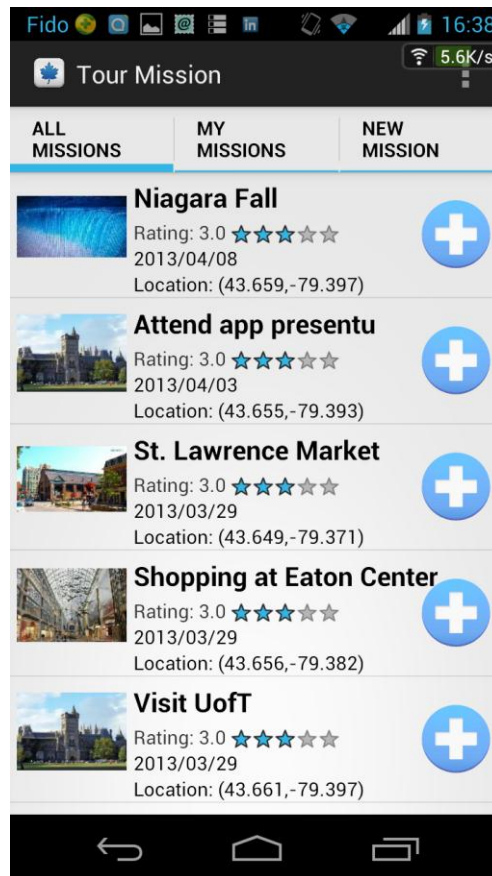 Fido 16:38
5.6K/s
Tour Mission
ALL MISSIONS
MY MISSIONS
NEW MISSION
Niagara Fall
Rating: 3.0
2013/04/08
Location: (43.659,-79.397)
Attend app presentu
Rating: 3.0
2013/04/03
Location: (43.655,-79.393)
St. Lawrence Market
Rating: 3.0
2013/03/29
Location: (43.649,-79.371)
Shopping at Eaton Center
Rating: 3.0
2013/03/29
Location: (43.656,-79.382)
Visit UofT
Rating: 3.0
2013/03/29
Location: (43.661,-79.397)